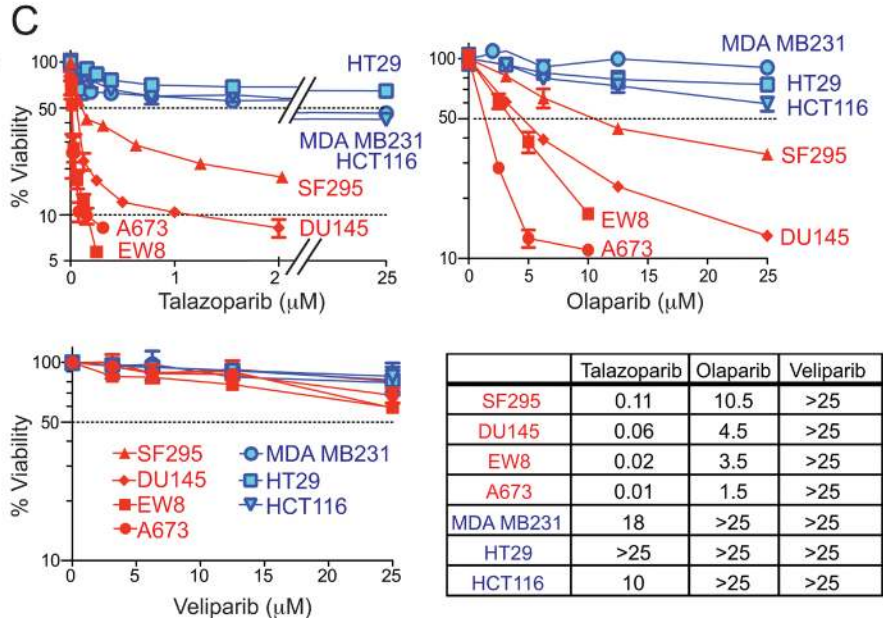 C
100
50
10
5
% Viability
0
1
2
25
Talazoparib (µM)
HT29
MDA MB231
HCT116
SF295
DU145
A673
EW8
100
50
10
% Viability
0
5
10
15
20
25
Olaparib (µM)
MDA MB231
HT29
HCT116
SF295
EW8
DU145
A673
100
50
10
% Viability
0
5
10
15
20
25
Veliparib (µM)
SF295
DU145
EW8
A673
MDA MB231
HT29
HCT116
Talazoparib Olaparib Veliparib
SF295 0.11 10.5 >25
DU145 0.06 4.5 >25
EW8 0.02 3.5 >25
A673 0.01 1.5 >25
MDA MB231 18 >25 >25
HT29 >25 >25 >25
HCT116 10 >25 >25